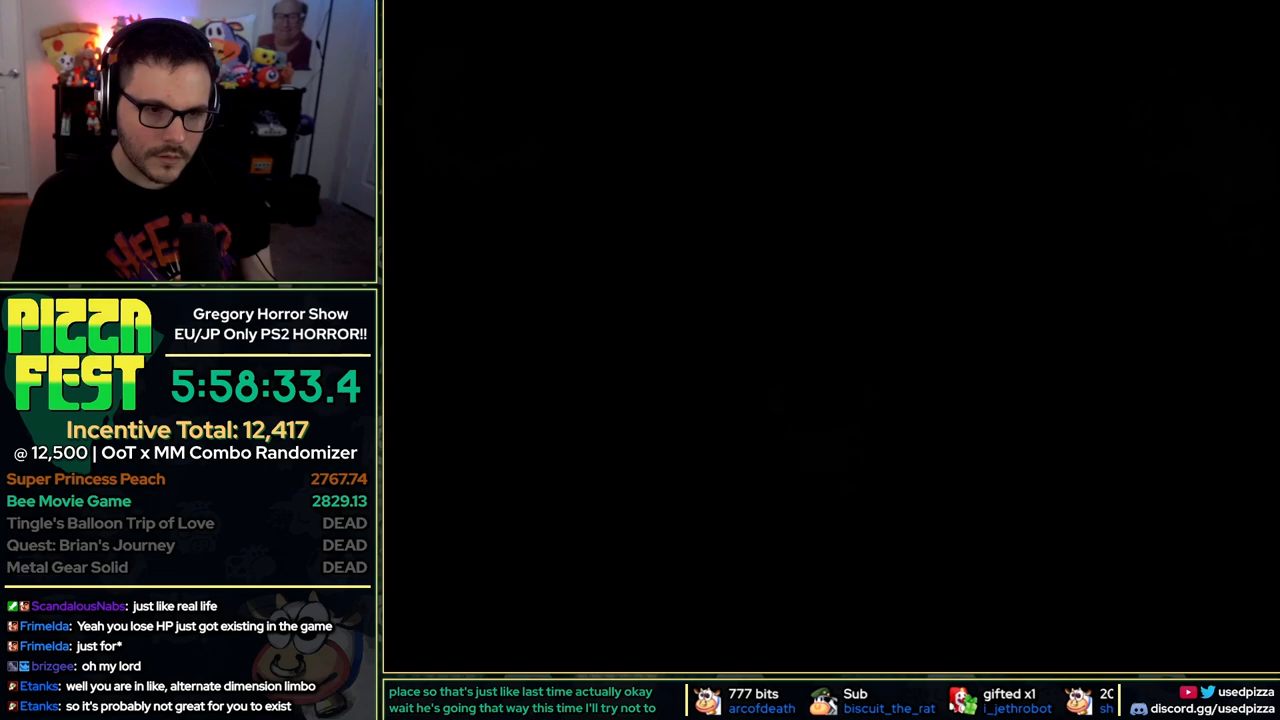 HEE-HO
PIZZA
FEST
Gregory Horror Show
EU/JP Only PS2 HORROR!!
5:58:33.4
Incentive Total: 12,417
@ 12,500 | OoT x MM Combo Randomizer
Super Princess Peach 2767.74
Bee Movie Game 2829.13
Tingle's Balloon Trip of Love DEAD
Quest: Brian's Journey DEAD
Metal Gear Solid DEAD
ScandalousNabs: just like real life
Frimelda: Yeah you lose HP just got existing in the game
Frimelda: just for*
brizgee: oh my lord
Etanks: well you are in like, alternate dimension limbo
Etanks: so it's probably not great for you to exist
place so that's just like last time actually okay
wait he's going that way this time I'll try not to
777 bits
arcofdeath
Sub
biscuit_the_rat
gifted x1
i_jethrobot
20
sh
usedpizza
discord.gg/usedpizza